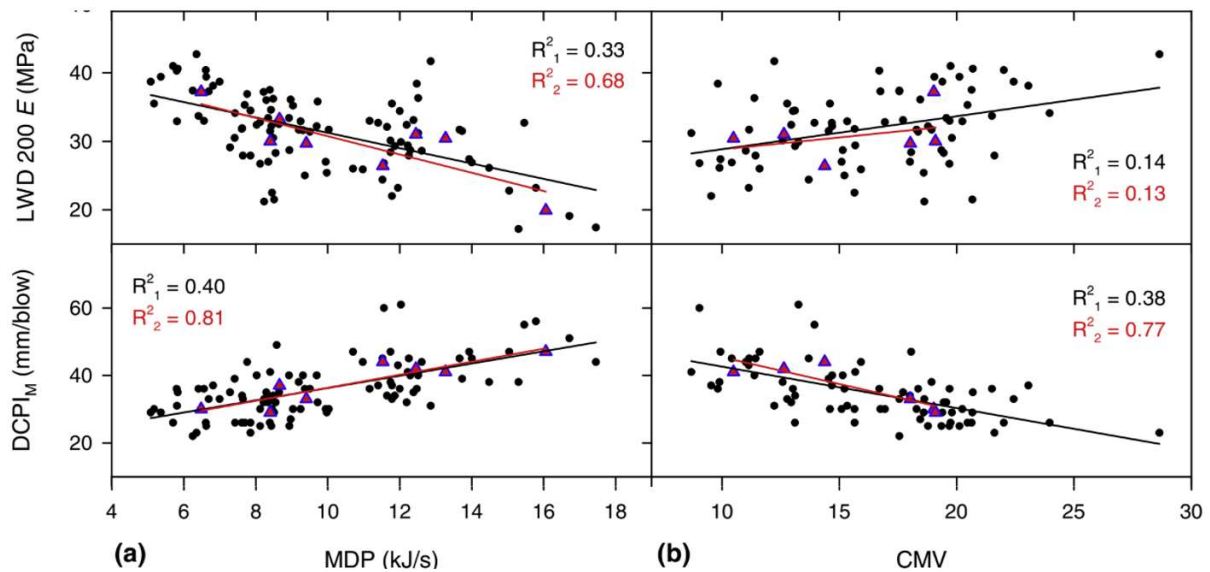 LWD 200 E (MPa)
40
30
20
R²₁ = 0.33
R²₂ = 0.68
R²₁ = 0.14
R²₂ = 0.13
DCPI_M (mm/blow)
60
40
20
R²₁ = 0.40
R²₂ = 0.81
R²₁ = 0.38
R²₂ = 0.77
4 6 8 10 12 14 16 18
10 15 20 25 30
(a) MDP (kJ/s)
(b) CMV